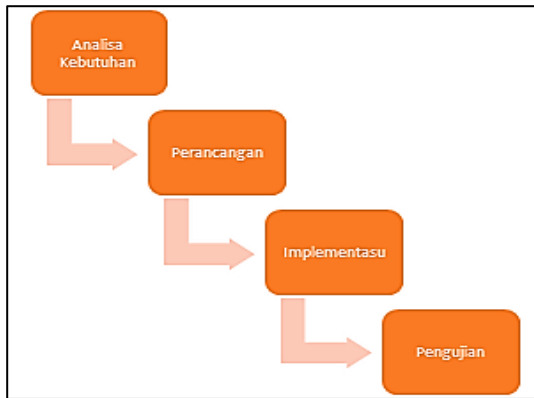 Analisa
Kebutuhan
Perancangan
Implementasu
Pengujian